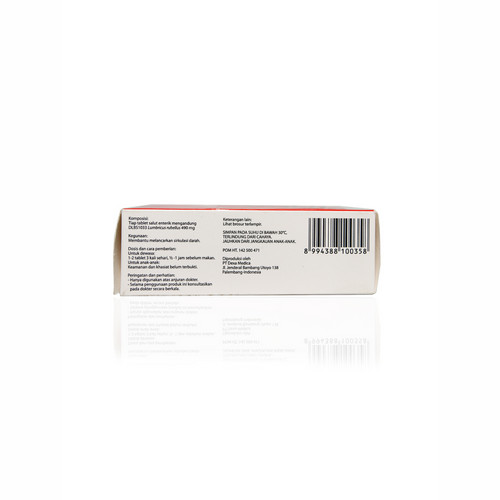 Komposisi:
Tiap tablet salut enterik mengandung
DLBS1033 Lumbricus rubellus 490 mg
Kegunaan:
Membantu melancarkan sirkulasi darah.
Dosis dan cara pemberian:
Untuk dewasa:
1-2 tablet 3 kali sehari, ½ -1 jam sebelum makan.
Untuk anak-anak:
Keamanan dan khasiat belum terbukti.
Peringatan dan perhatian:
- Hanya digunakan atas anjuran dokter.
- Selama penggunaan produk ini konsultasikan
pada dokter secara berkala.
Keterangan lain:
Lihat brosur terlampir.
SIMPAN PADA SUHU DI BAWAH 30°C,
TERLINDUNG DARI CAHAYA.
JAUHKAN DARI JANGKAUAN ANAK-ANAK.
POM HT. 142 500 471
Diproduksi oleh:
PT Dexa Medica
Jl. Jenderal Bambang Utoyo 138
Palembang-Indonesia
8 994388 100358